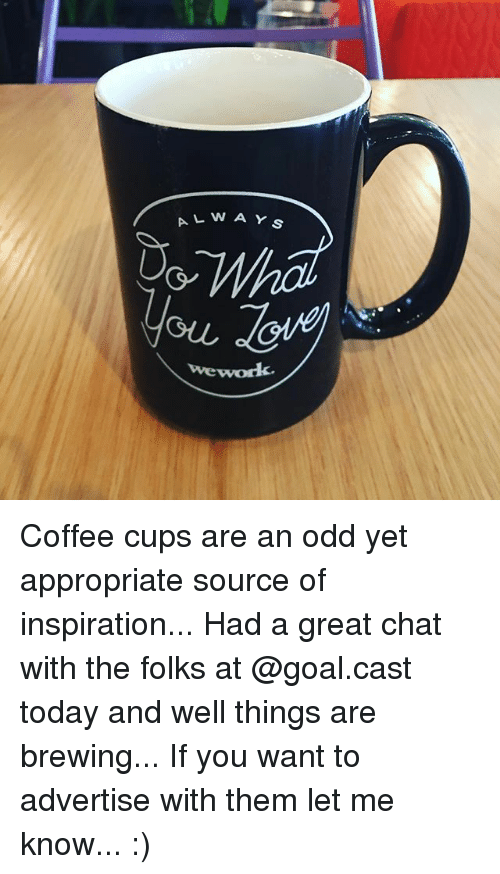 ALWAYS
Do What
You Love
wework.
Coffee cups are an odd yet
appropriate source of
inspiration... Had a great chat
with the folks at @goal.cast
today and well things are
brewing... If you want to
advertise with them let me
know... :)